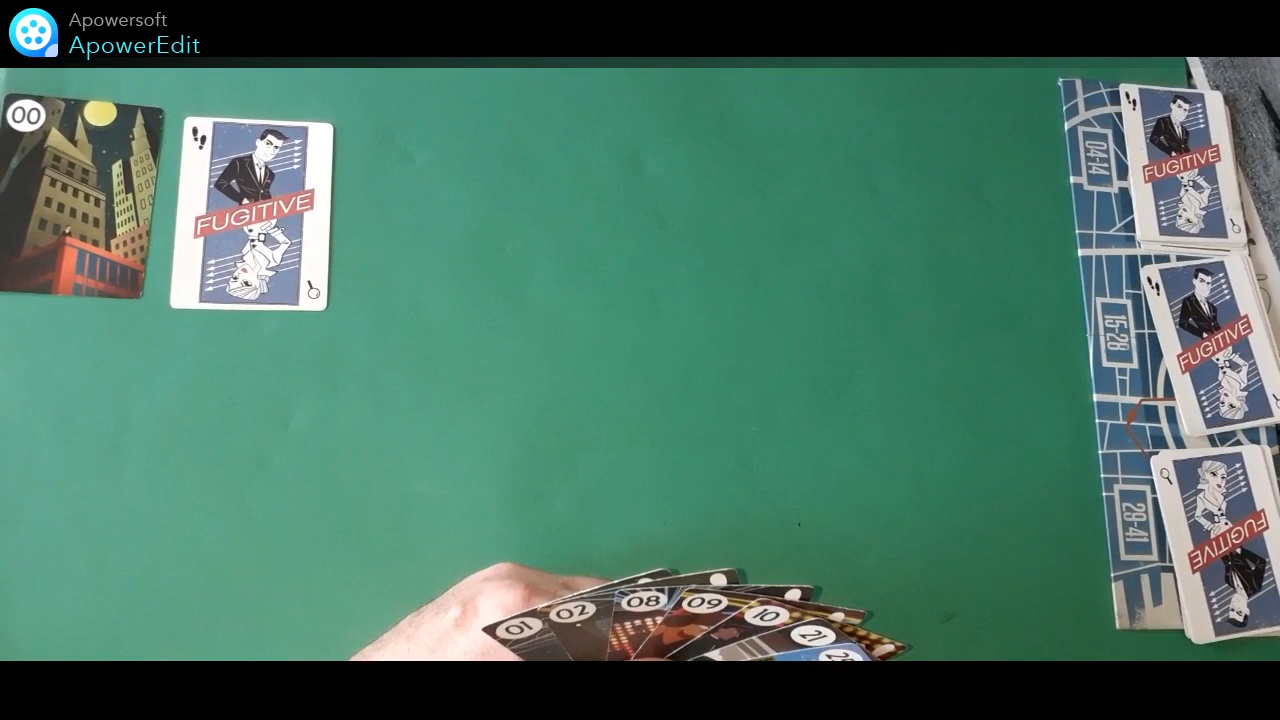 Apowersoft
ApowerEdit
00
FUGITIVE
04-14
FUGITIVE
15-28
FUGITIVE
29-41
FUGITIVE
01
02
08
09
10
21